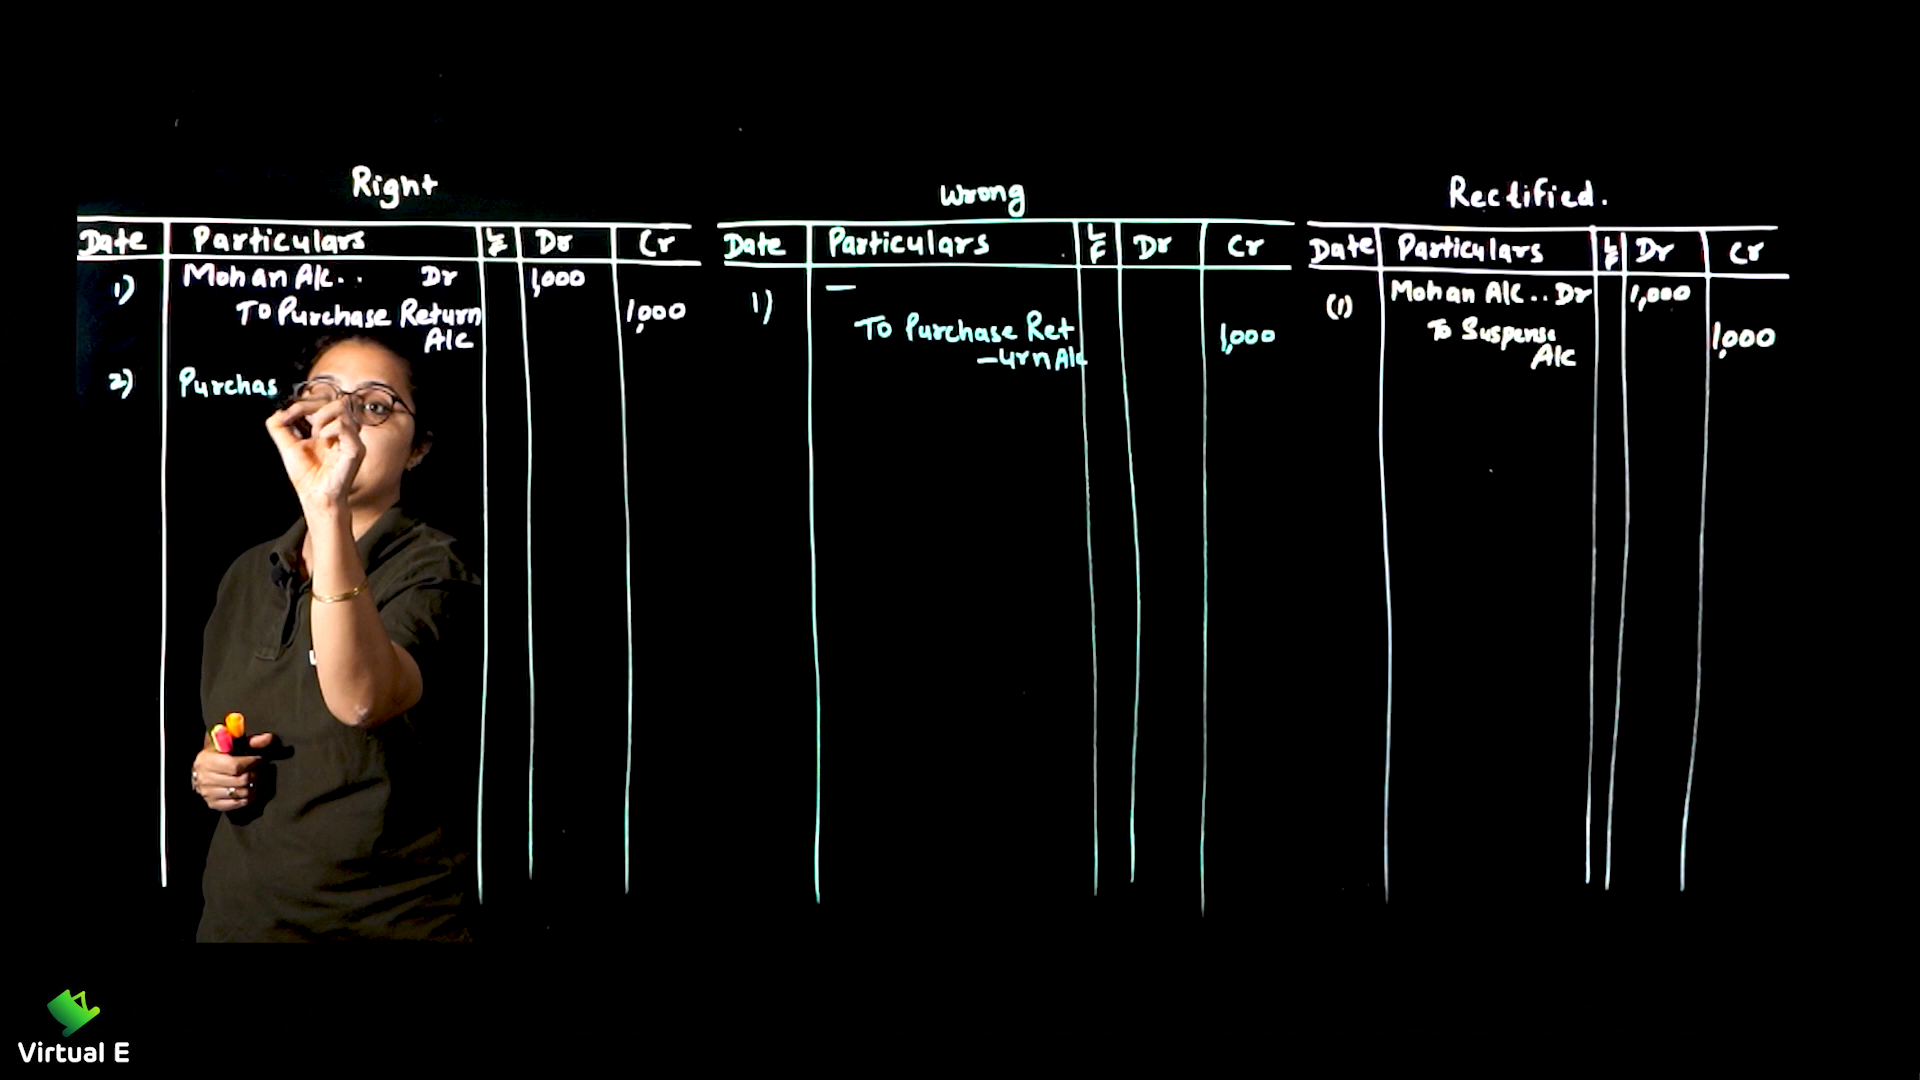 Right
Date Particulars LF Dr Cr
1) Mohan A/c.. Dr 1,000
To Purchase Return 1,000
A/c
2) Purchas
Wrong
Date Particulars LF Dr Cr
1) —
To Purchase Ret 1,000
-urn A/c
Rectified.
Date Particulars LF Dr Cr
(1) Mohan A/c.. Dr 1,000
To Suspense 1,000
A/c
Virtual E